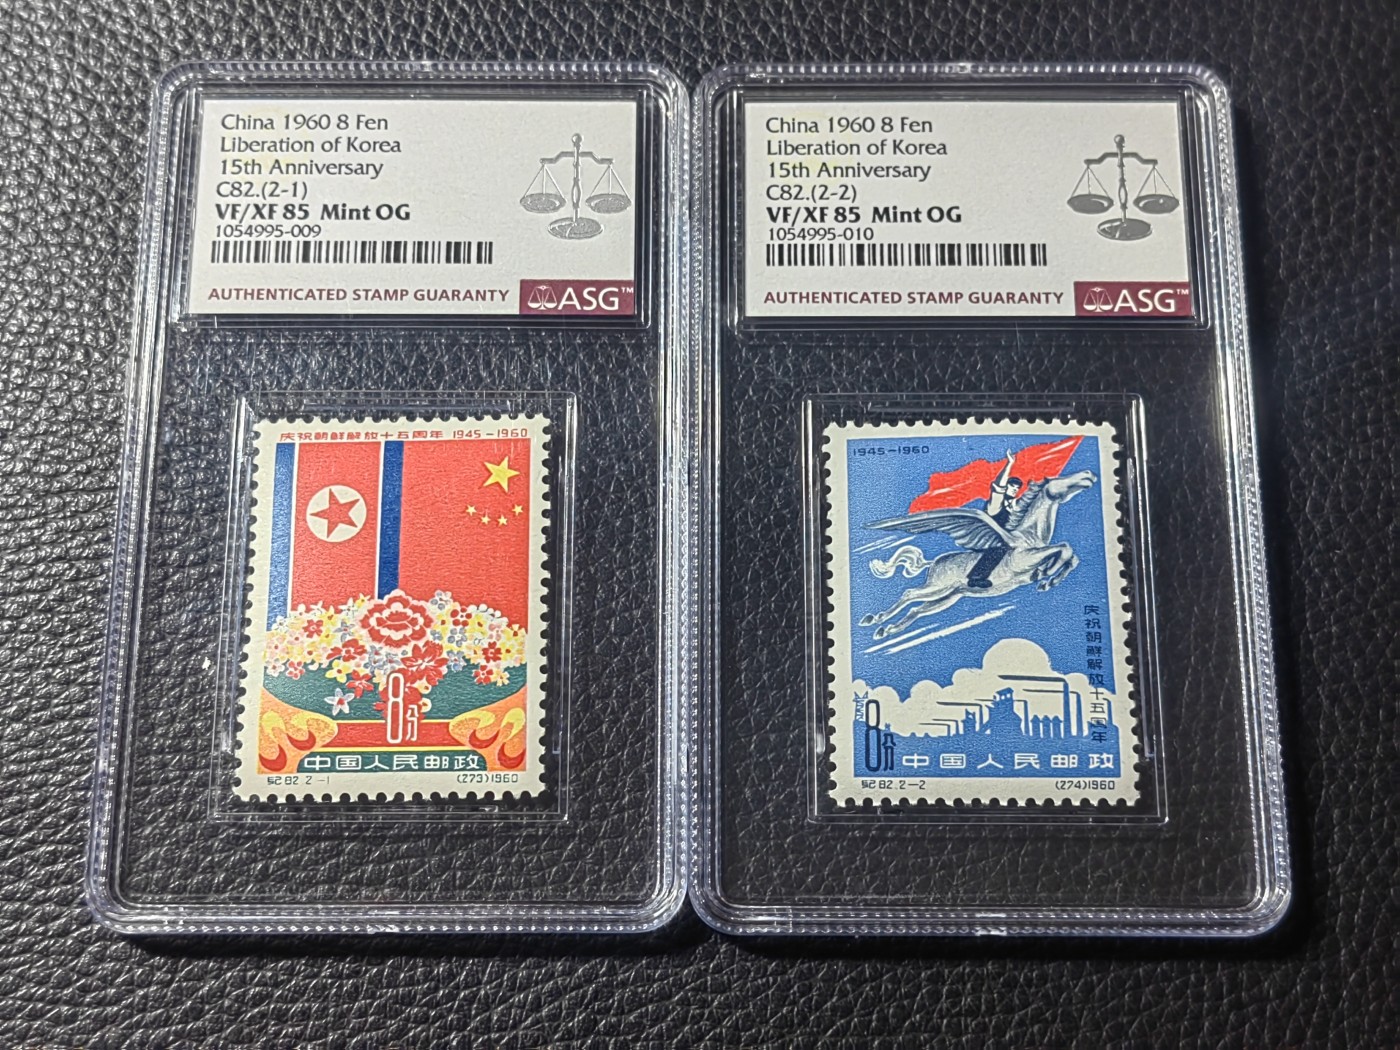 China 1960 8 Fen
Liberation of Korea
15th Anniversary
C82.(2-1)
VF/XF 85 Mint OG
1054995-009
AUTHENTICATED STAMP GUARANTY
ASG™
庆祝朝鲜解放十五周年 1945-1960
8分
中国人民邮政
纪82.2-1
(273)1960
China 1960 8 Fen
Liberation of Korea
15th Anniversary
C82.(2-2)
VF/XF 85 Mint OG
1054995-010
AUTHENTICATED STAMP GUARANTY
ASG™
1945-1960
庆祝朝鲜解放十五周年
8分
中国人民邮政
纪82.2-2
(274)1960